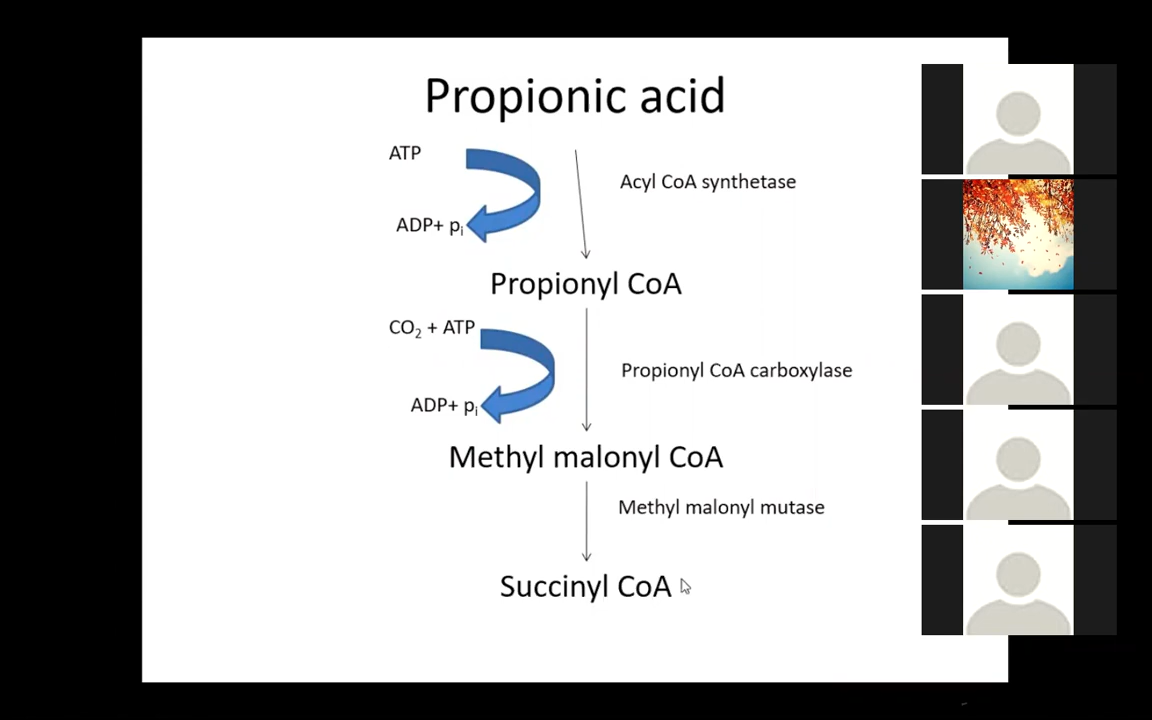 Propionic acid
ATP
Acyl CoA synthetase
ADP+ pi
Propionyl CoA
CO2 + ATP
Propionyl CoA carboxylase
ADP+ pi
Methyl malonyl CoA
Methyl malonyl mutase
Succinyl CoA